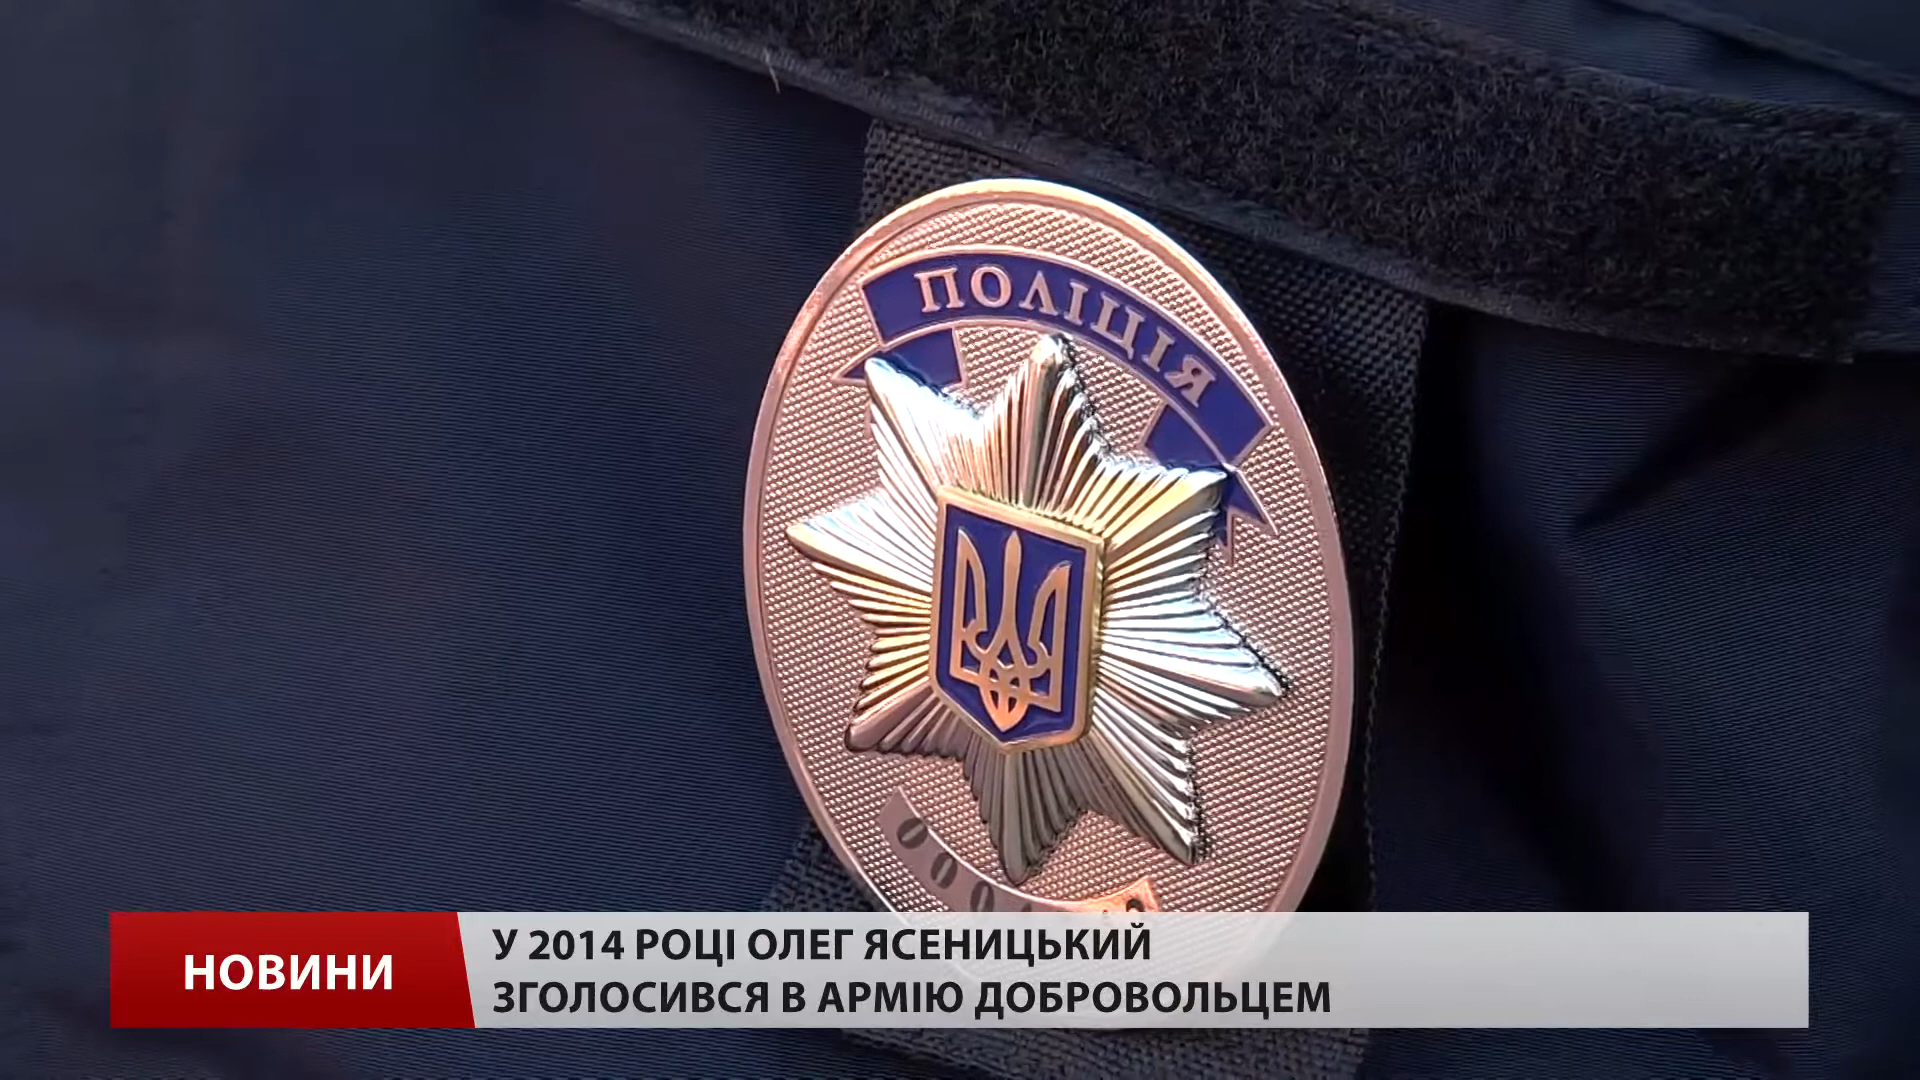 ПОЛІЦІЯ
НОВИНИ
У 2014 РОЦІ ОЛЕГ ЯСЕНИЦЬКИЙ
ЗГОЛОСИВСЯ В АРМІЮ ДОБРОВОЛЬЦЕМ